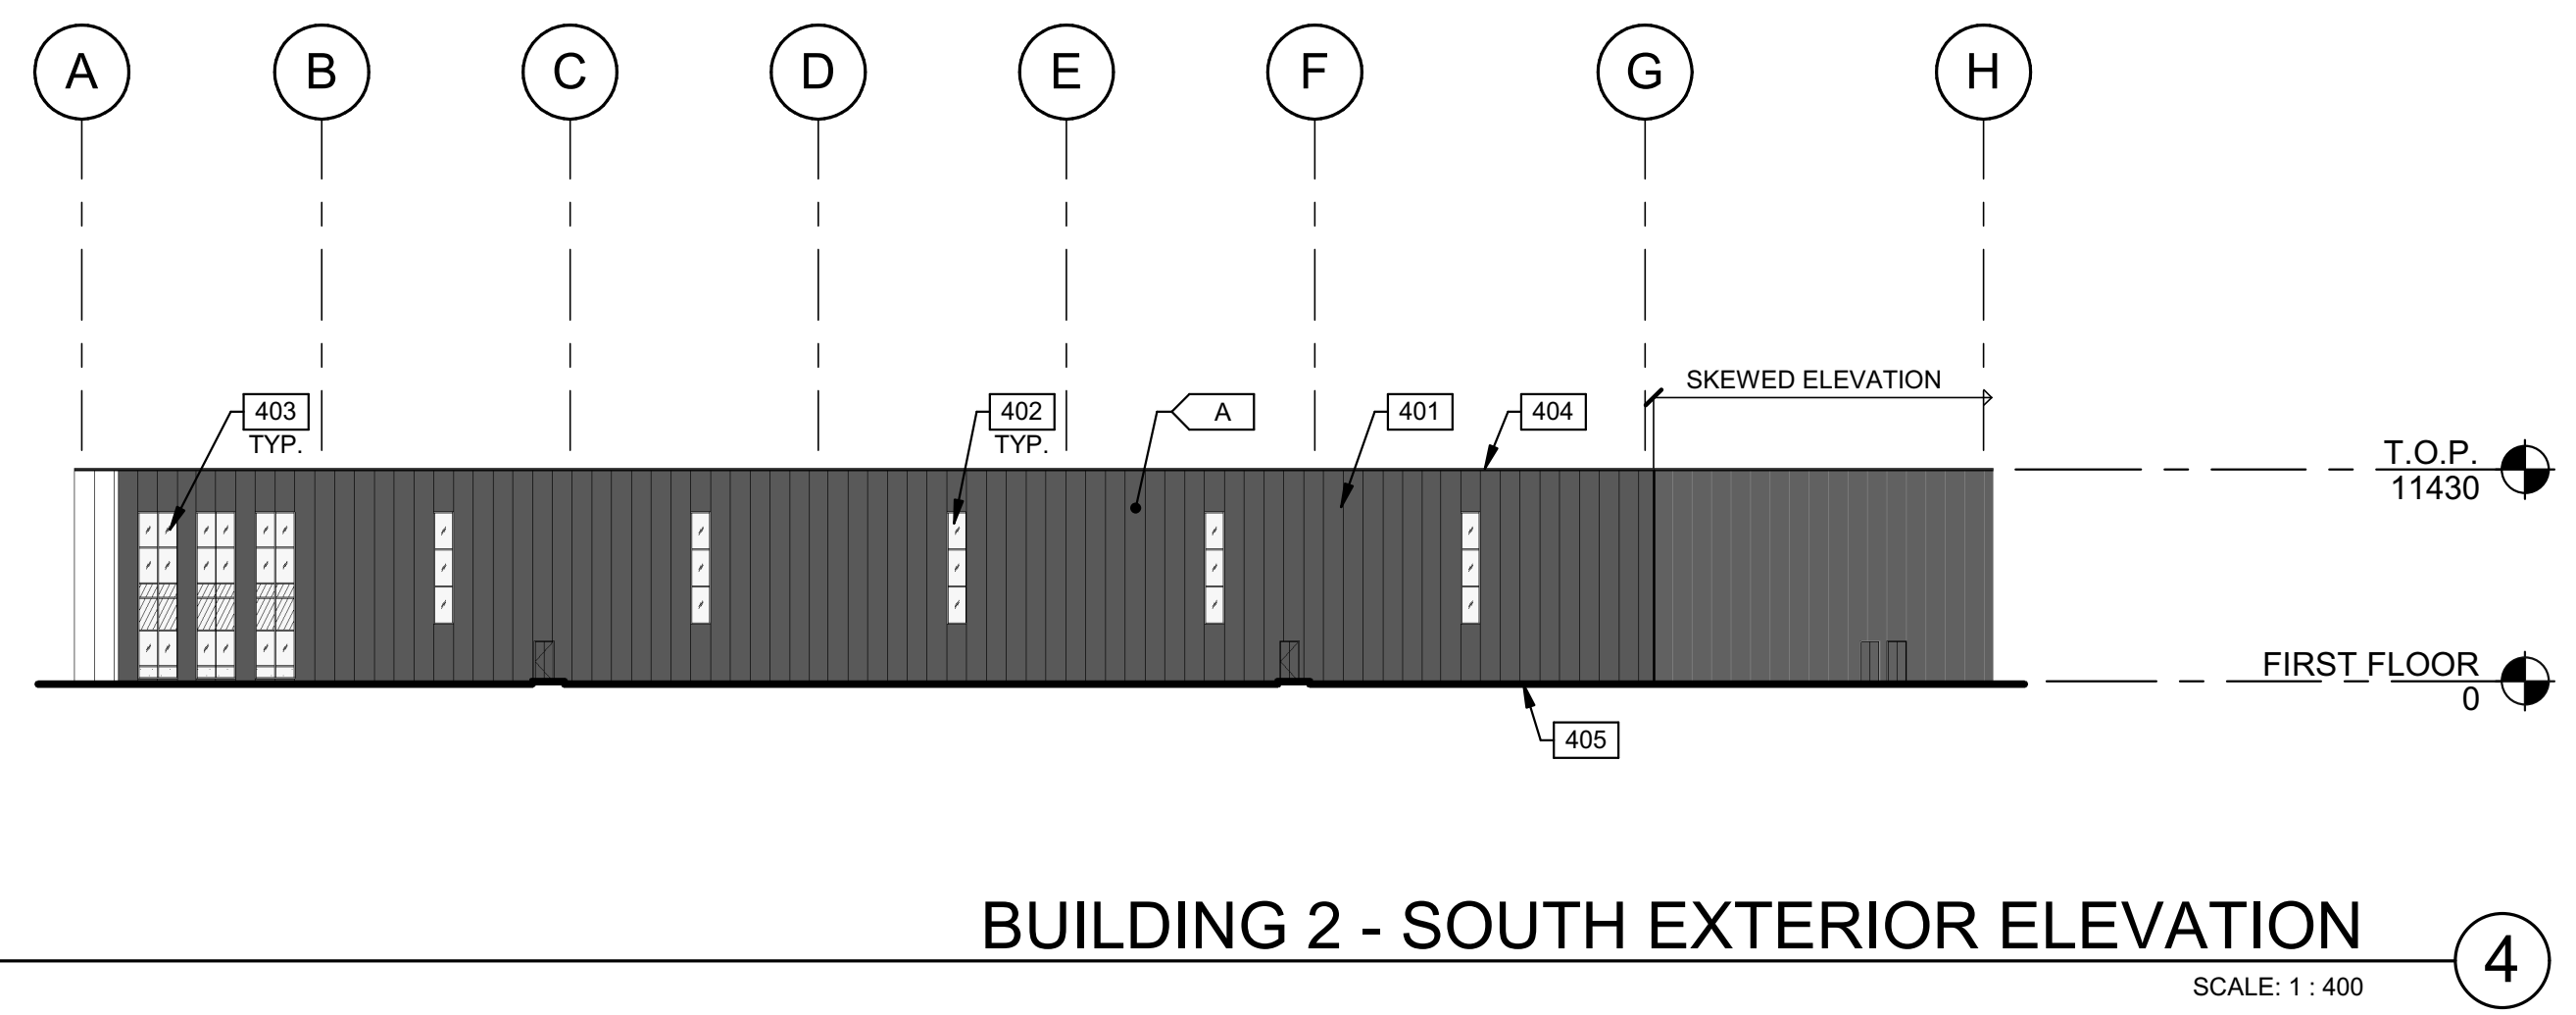 A B C D E F G H
SKEWED ELEVATION
403 402 A 401 404
TYP. TYP.
T.O.P.
11430
FIRST FLOOR
0
405
BUILDING 2 - SOUTH EXTERIOR ELEVATION
4
SCALE: 1 : 400